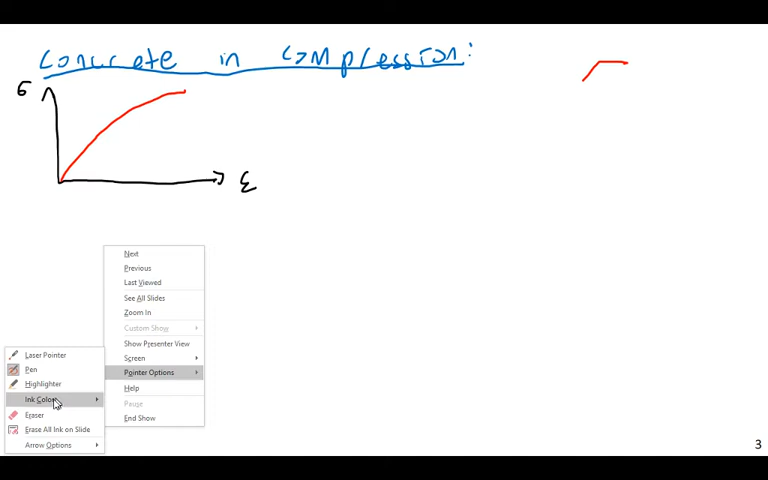 Concrete in Compression:
σ
ε
Next
Previous
Last Viewed
See All Slides
Zoom In
Custom Show
Show Presenter View
Screen
Pointer Options
Help
Pause
End Show
Laser Pointer
Pen
Highlighter
Ink Color
Eraser
Erase All Ink on Slide
Arrow Options
3